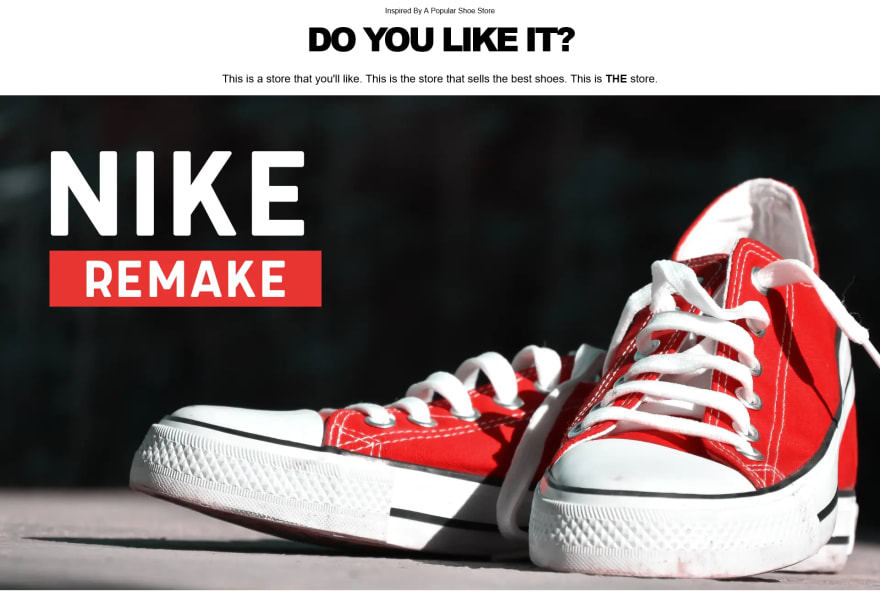 Inspired By A Popular Shoe Store
DO YOU LIKE IT?
This is a store that you'll like. This is the store that sells the best shoes. This is THE store.
NIKE
REMAKE